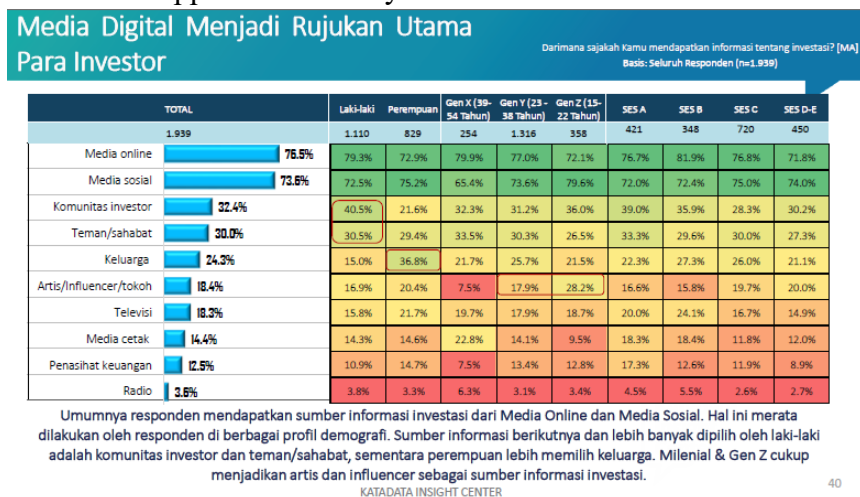 Media Digital Menjadi Rujukan Utama
Para Investor
Darimana sajakah Kamu mendapatkan informasi tentang investasi? [MA]
Basis: Seluruh Responden (n=1.939)
TOTAL Laki-laki Perempuan Gen X (39-54 Tahun) Gen Y (23 - 38 Tahun) Gen Z (15-22 Tahun) SES A SES B SES C SES D-E
1.939 1.110 829 254 1.316 358 421 348 720 450
Media online 76.5% 79.3% 72.9% 79.9% 77.0% 72.1% 76.7% 81.9% 76.8% 71.8%
Media sosial 73.6% 72.5% 75.2% 65.4% 73.6% 79.6% 72.0% 72.4% 75.0% 74.0%
Komunitas investor 32.4% 40.5% 21.6% 32.3% 31.2% 36.0% 39.0% 35.9% 28.3% 30.2%
Teman/sahabat 30.0% 30.5% 29.4% 33.5% 30.3% 26.5% 33.3% 29.6% 30.0% 27.3%
Keluarga 24.3% 15.0% 36.8% 21.7% 25.7% 21.5% 22.3% 27.3% 26.0% 21.1%
Artis/Influencer/tokoh 18.4% 16.9% 20.4% 7.5% 17.9% 28.2% 16.6% 15.8% 19.7% 20.0%
Televisi 18.3% 15.8% 21.7% 19.7% 17.9% 18.7% 20.0% 24.1% 16.7% 14.9%
Media cetak 14.4% 14.3% 14.6% 22.8% 14.1% 9.5% 18.3% 18.4% 11.8% 12.0%
Penasihat keuangan 12.5% 10.9% 14.7% 7.5% 13.4% 12.8% 17.3% 12.6% 11.9% 8.9%
Radio 3.6% 3.8% 3.3% 6.3% 3.1% 3.4% 4.5% 5.5% 2.6% 2.7%
Umumnya responden mendapatkan sumber informasi investasi dari Media Online dan Media Sosial. Hal ini merata
dilakukan oleh responden di berbagai profil demografi. Sumber informasi berikutnya dan lebih banyak dipilih oleh laki-laki
adalah komunitas investor dan teman/sahabat, sementara perempuan lebih memilih keluarga. Milenial & Gen Z cukup
menjadikan artis dan influencer sebagai sumber informasi investasi.
KATADATA INSIGHT CENTER
40